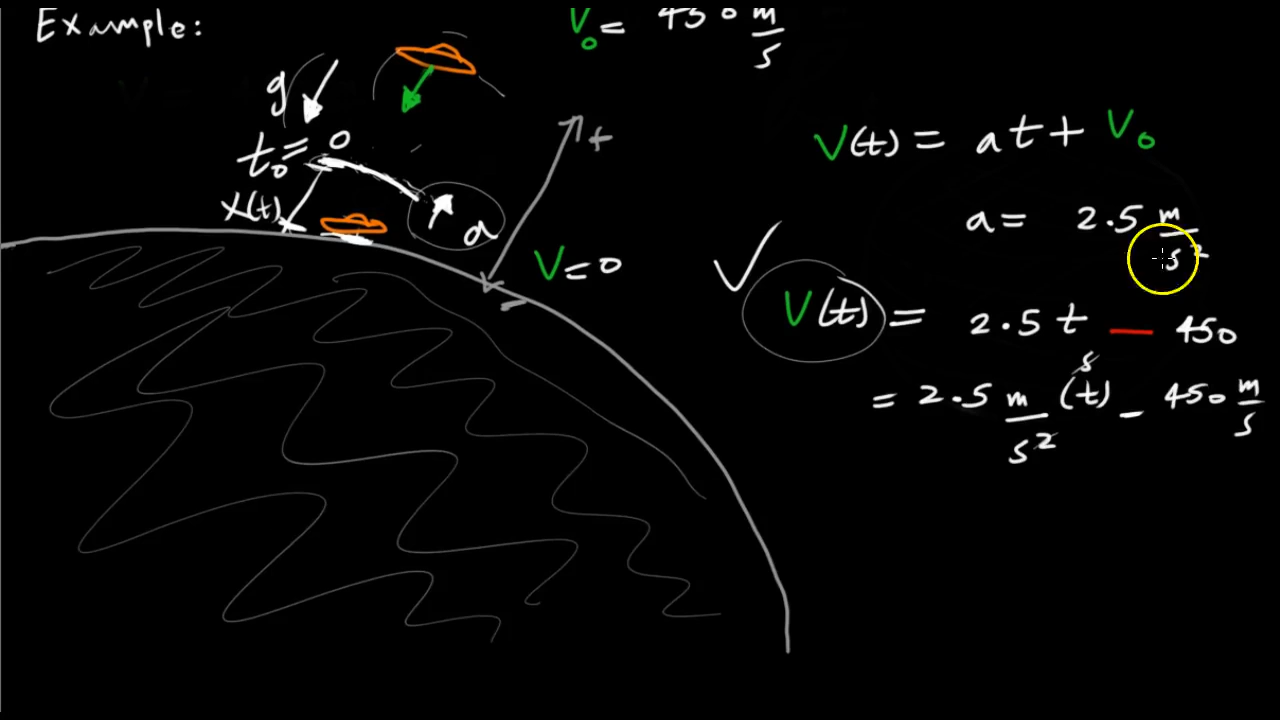 Example:
V₀ = 450 m/s
g
t₀ = 0
+
V(t) = at + V₀
X(t)
a
a = 2.5 m/s²
V = 0
-
V(t) = 2.5 t - 450
= 2.5 m/s² (t) s - 450 m/s